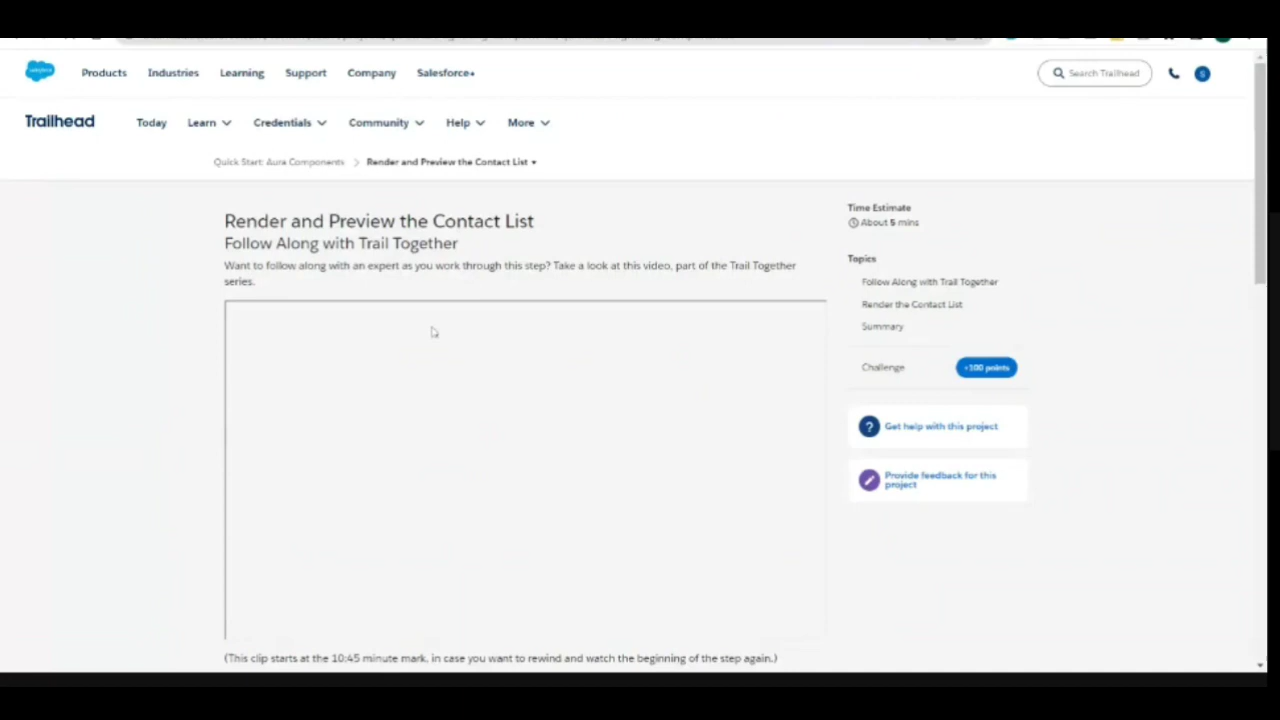 Products Industries Learning Support Company Salesforce+
Search Trailhead
Trailhead Today Learn Credentials Community Help More
Quick Start: Aura Components > Render and Preview the Contact List
Render and Preview the Contact List
Follow Along with Trail Together
Want to follow along with an expert as you work through this step? Take a look at this video, part of the Trail Together
series.
(This clip starts at the 10:45 minute mark, in case you want to rewind and watch the beginning of the step again.)
Time Estimate
About 5 mins
Topics
Follow Along with Trail Together
Render the Contact List
Summary
Challenge +100 points
? Get help with this project
Provide feedback for this
project